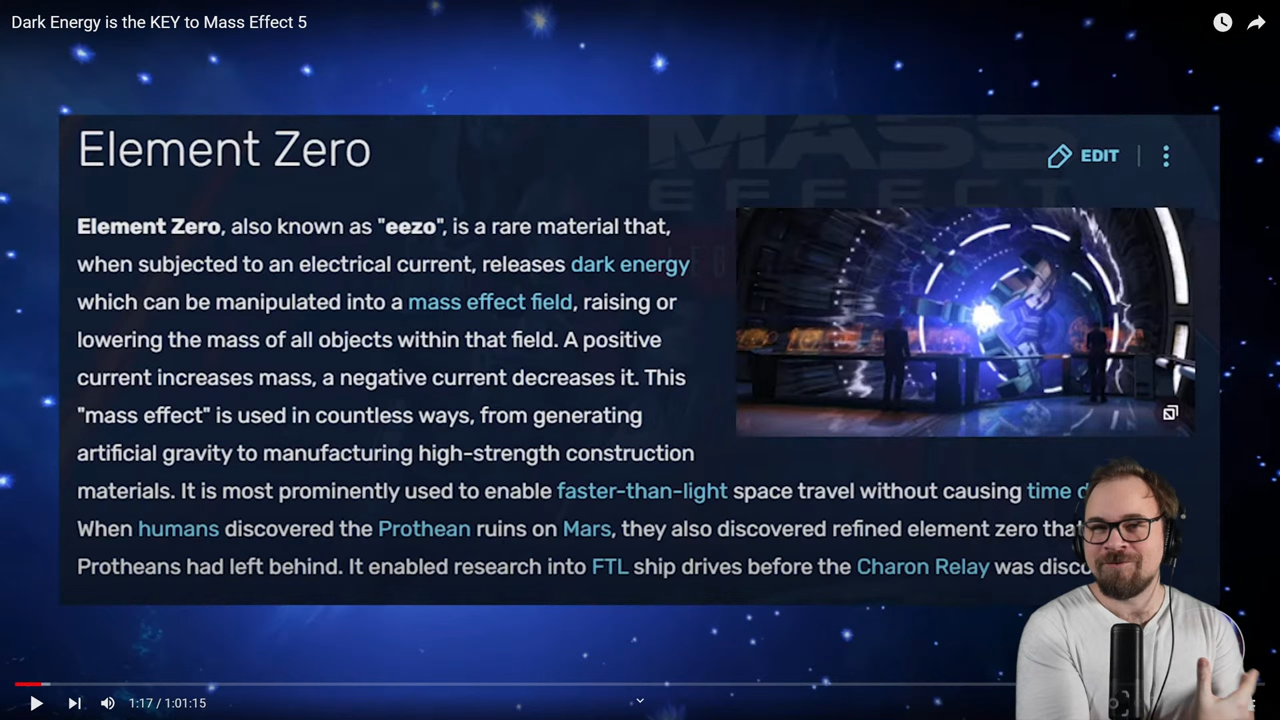 Dark Energy is the KEY to Mass Effect 5
MASS
EFFECT
Element Zero
EDIT
Element Zero, also known as "eezo", is a rare material that,
when subjected to an electrical current, releases dark energy
which can be manipulated into a mass effect field, raising or
lowering the mass of all objects within that field. A positive
current increases mass, a negative current decreases it. This
"mass effect" is used in countless ways, from generating
artificial gravity to manufacturing high-strength construction
materials. It is most prominently used to enable faster-than-light space travel without causing time d
When humans discovered the Prothean ruins on Mars, they also discovered refined element zero that
Protheans had left behind. It enabled research into FTL ship drives before the Charon Relay was disco
1:17 / 1:01:15